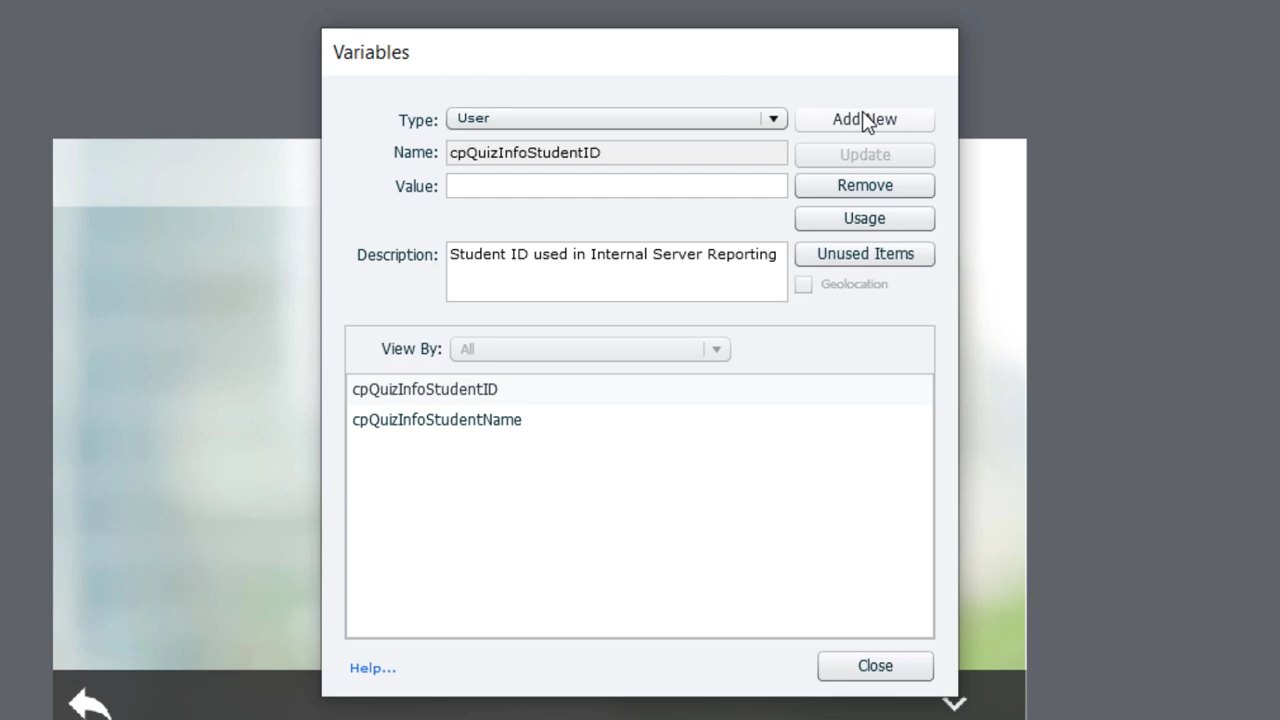 Variables
Type: User Add New
Name: cpQuizInfoStudentID Update
Value: Remove
Usage
Description: Student ID used in Internal Server Reporting Unused Items
Geolocation
View By: All
cpQuizInfoStudentID
cpQuizInfoStudentName
Help... Close